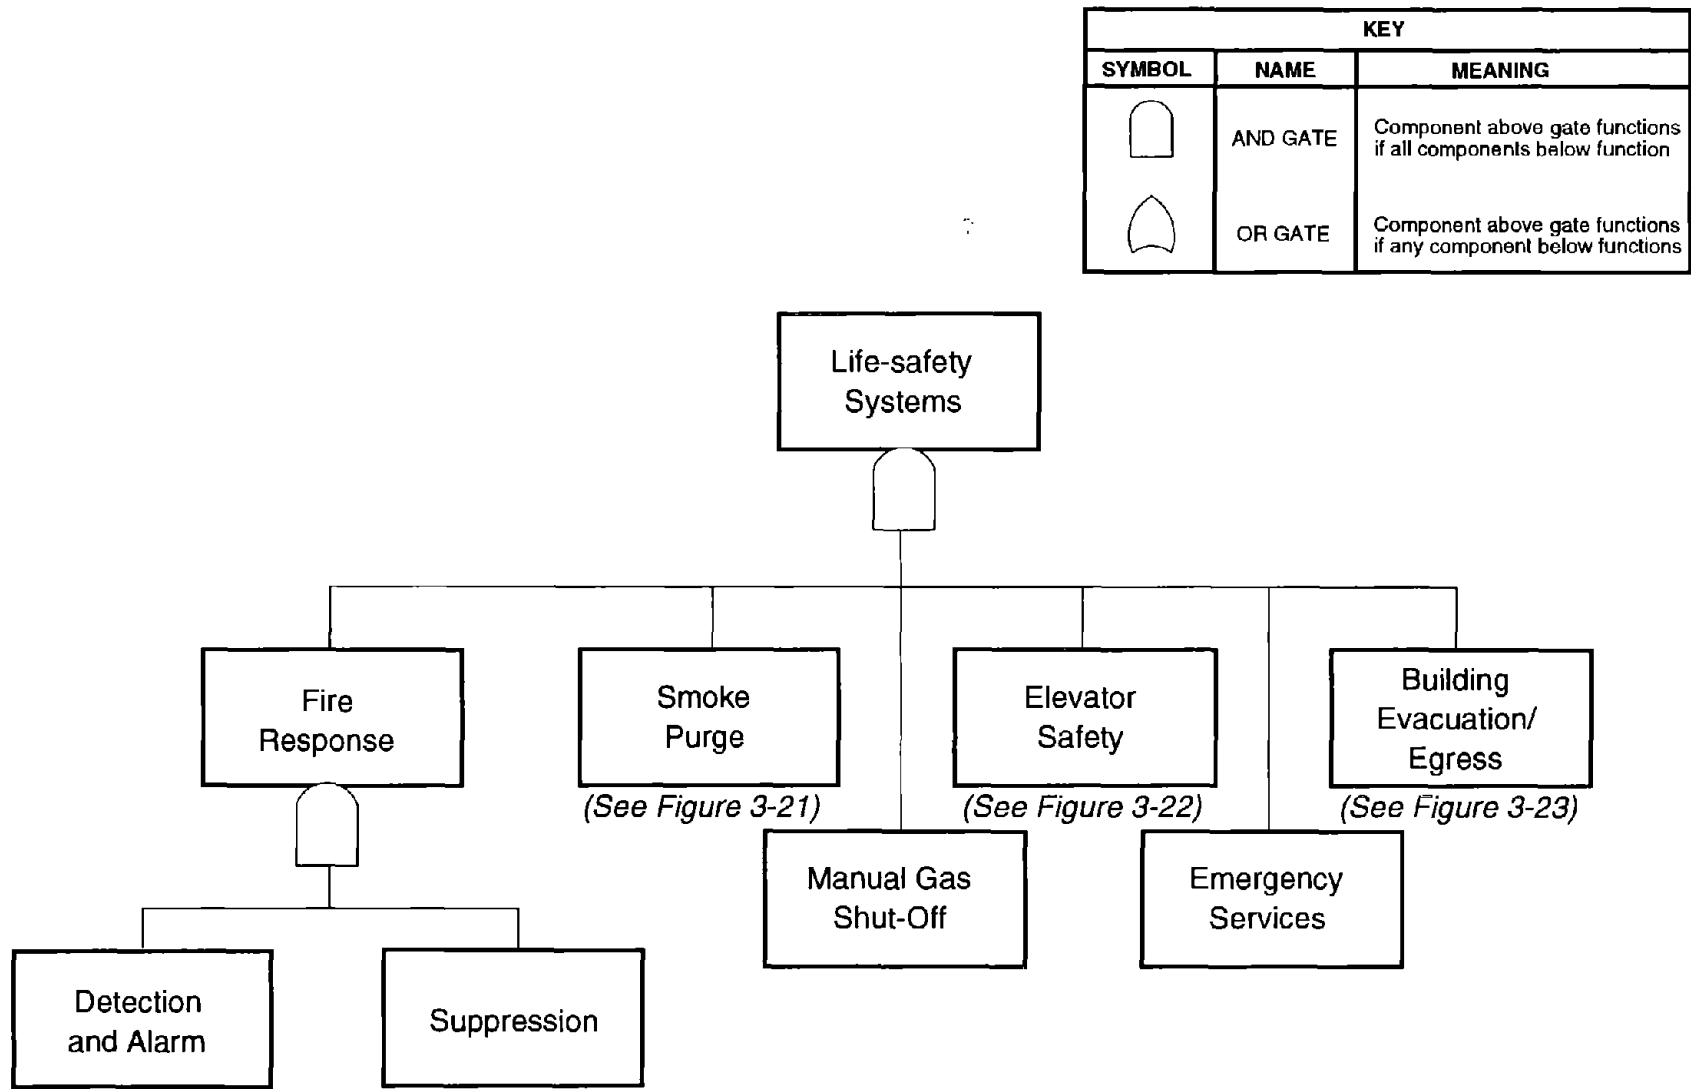 KEY
SYMBOL NAME MEANING
AND GATE
Component above gate functions
if all components below function
OR GATE
Component above gate functions
if any component below functions
Life-safety
Systems
Fire
Response
Smoke
Purge
(See Figure 3-21)
Elevator
Safety
(See Figure 3-22)
Building
Evacuation/
Egress
(See Figure 3-23)
Manual Gas
Shut-Off
Emergency
Services
Detection
and Alarm
Suppression